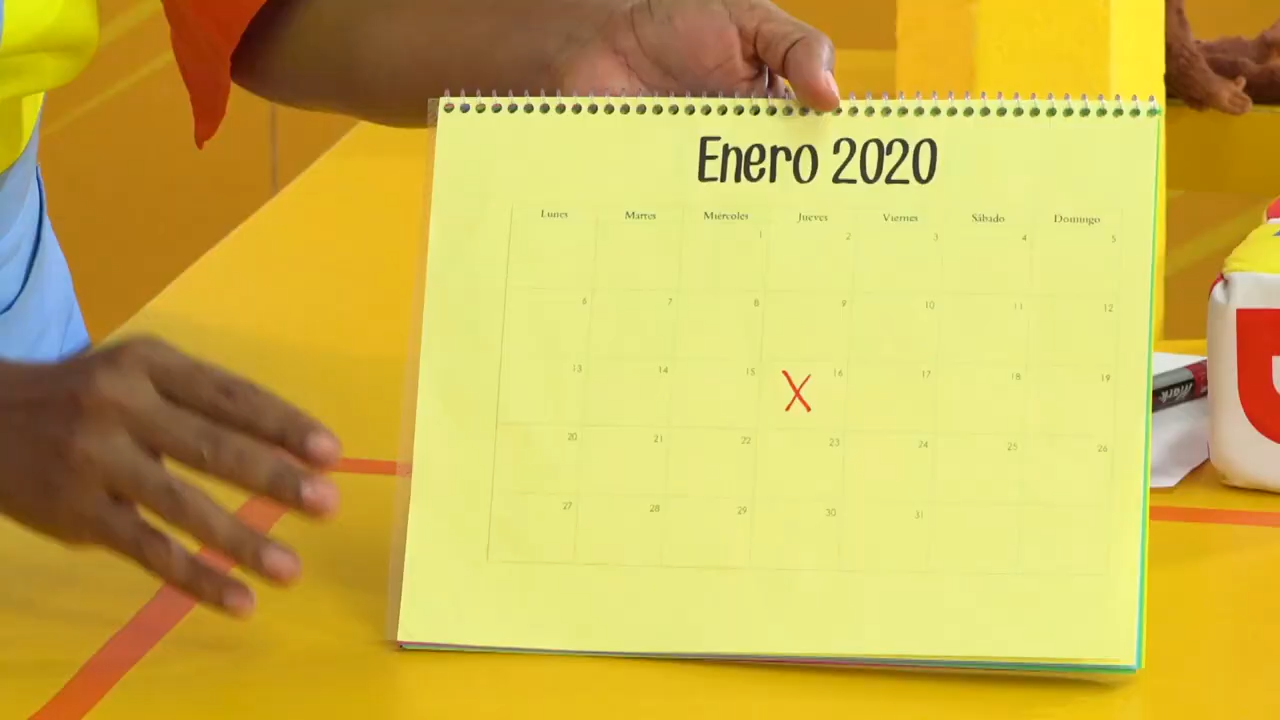 Enero 2020
Lunes Martes Miércoles Jueves Viernes Sábado Domingo
1 2 3 4 5
6 7 8 9 10 11 12
13 14 15 X 16 17 18 19
20 21 22 23 24 25 26
27 28 29 30 31